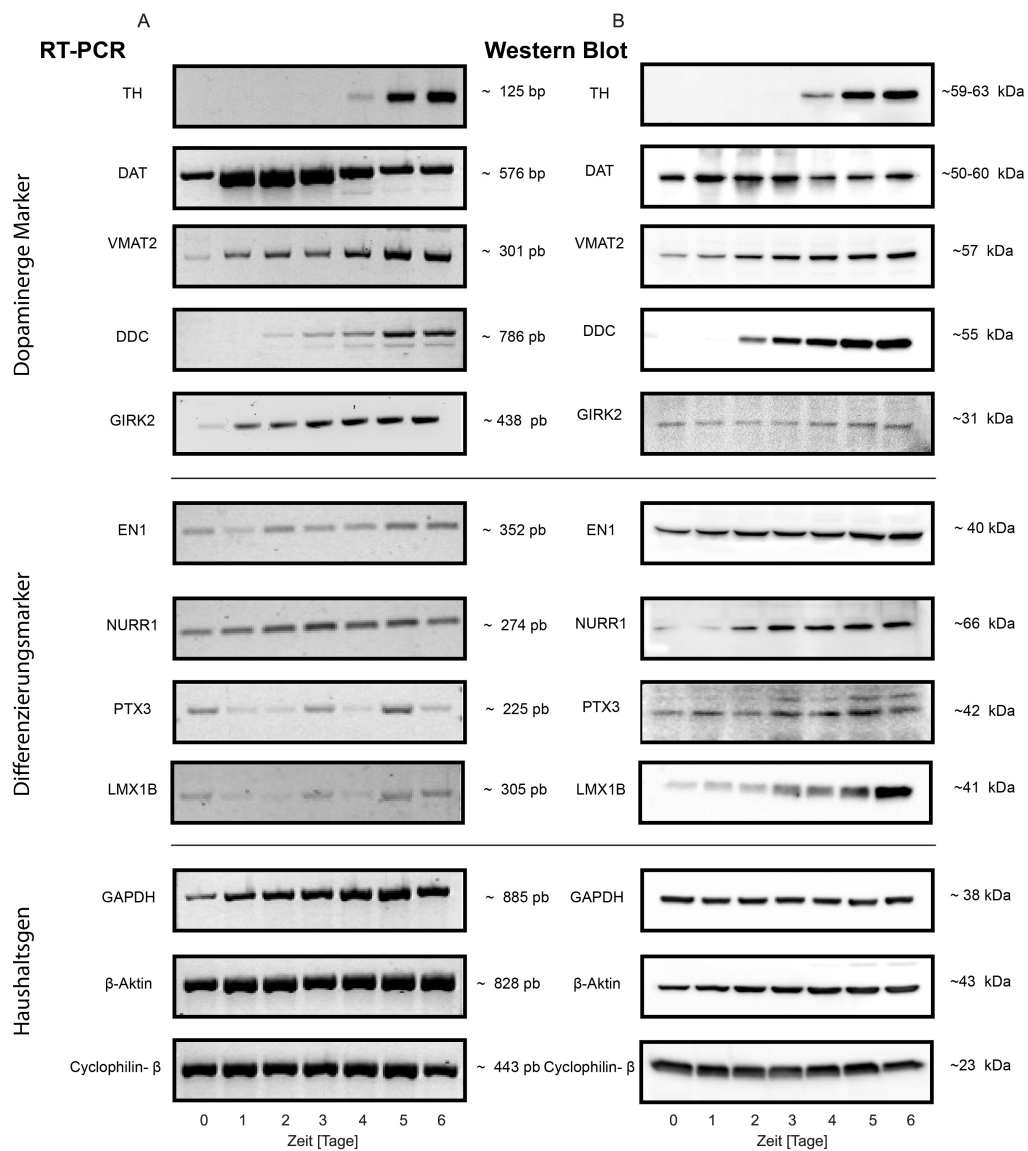 A B
RT-PCR Western Blot
Dopaminerge Marker
TH ~ 125 bp TH ~59-63 kDa
DAT ~ 576 bp DAT ~50-60 kDa
VMAT2 ~ 301 pb VMAT2 ~57 kDa
DDC ~ 786 pb DDC ~55 kDa
GIRK2 ~ 438 pb GIRK2 ~31 kDa
Differenzierungsmarker
EN1 ~ 352 pb EN1 ~ 40 kDa
NURR1 ~ 274 pb NURR1 ~66 kDa
PTX3 ~ 225 pb PTX3 ~42 kDa
LMX1B ~ 305 pb LMX1B ~41 kDa
Haushaltsgen
GAPDH ~ 885 pb GAPDH ~ 38 kDa
β-Aktin ~ 828 pb β-Aktin ~43 kDa
Cyclophilin- β ~ 443 pb Cyclophilin- β ~23 kDa
0 1 2 3 4 5 6 0 1 2 3 4 5 6
Zeit [Tage] Zeit [Tage]